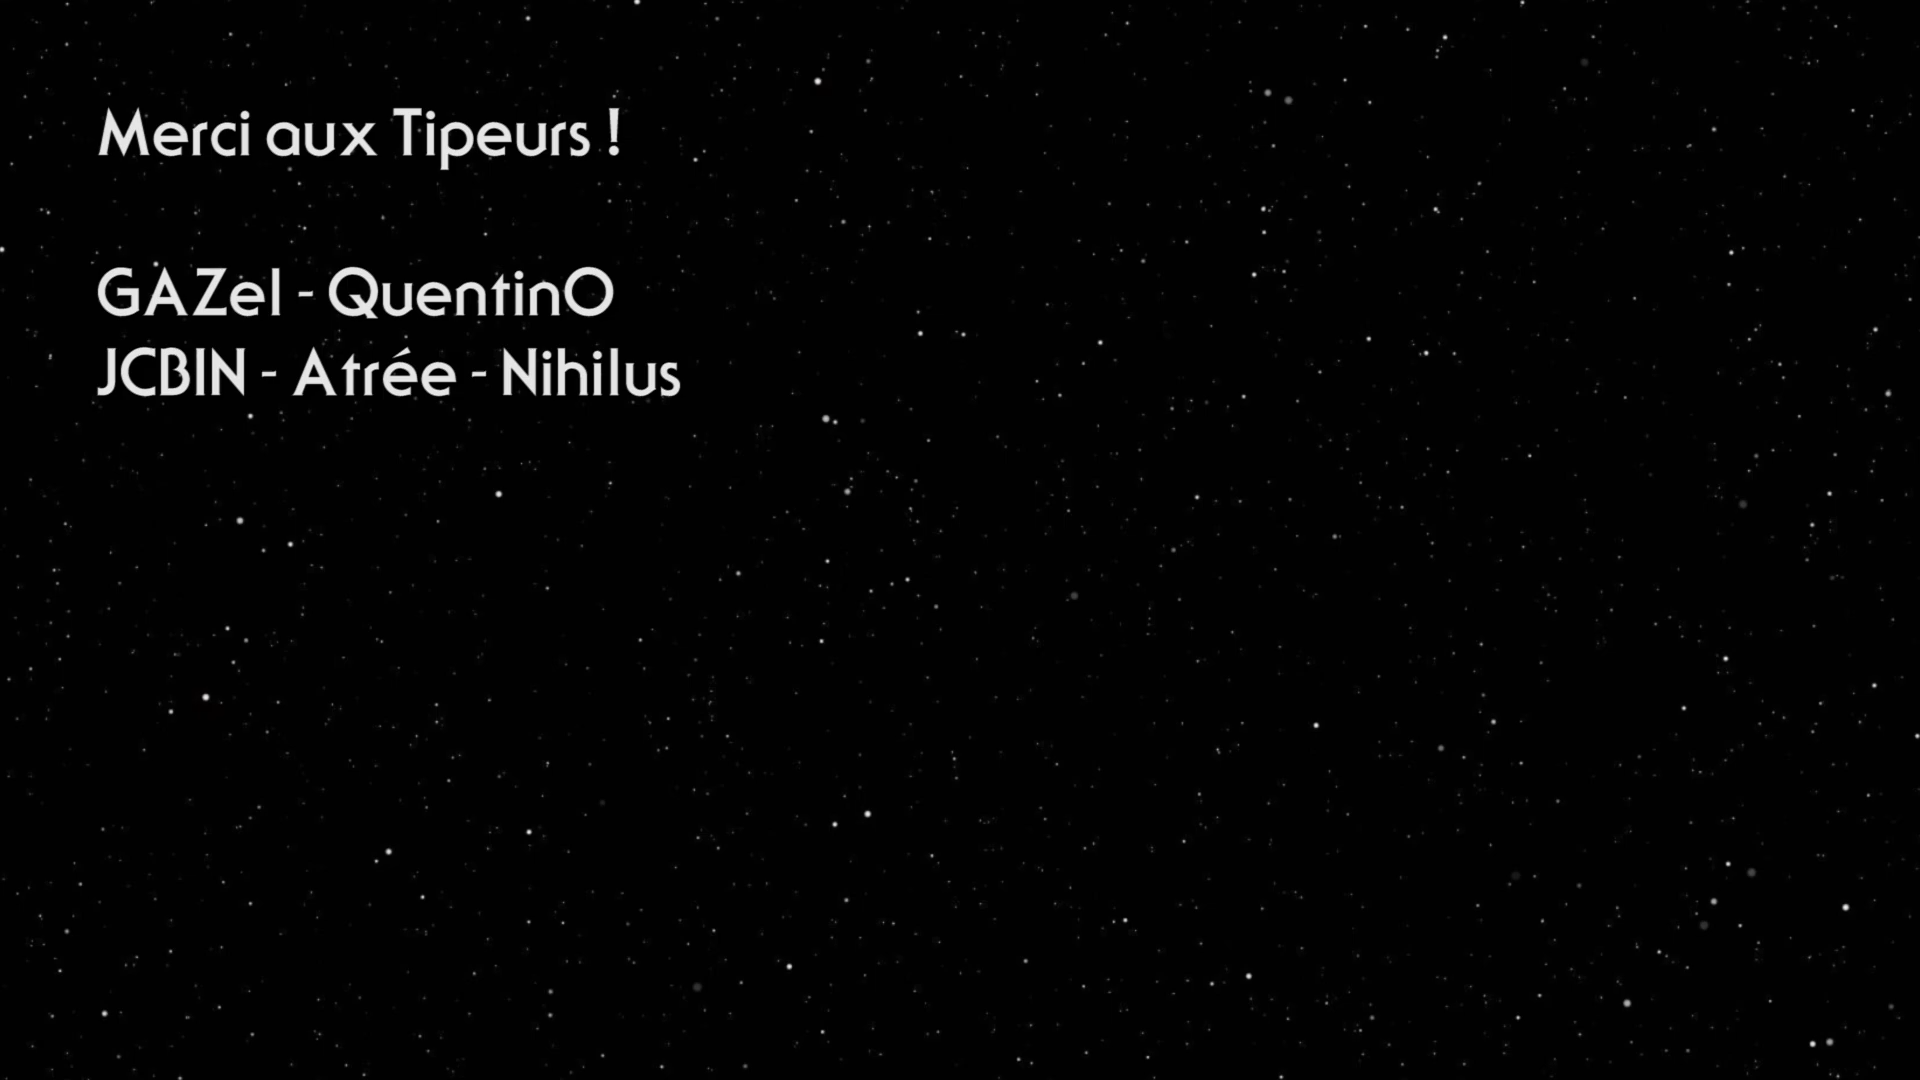 Merci aux Tipeurs !
GAZel - QuentinO
JCBIN - Atrée - Nihilus